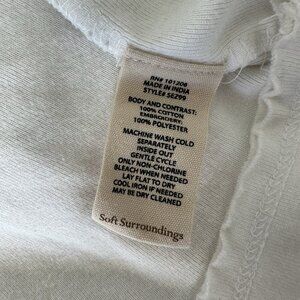 RN# 101206
MADE IN INDIA
STYLE# SEZ99
BODY AND CONTRAST:
100% COTTON
EMBROIDERY:
100% POLYESTER
MACHINE WASH COLD
SEPARATELY
INSIDE OUT
GENTLE CYCLE
ONLY NON-CHLORINE
BLEACH WHEN NEEDED
LAY FLAT TO DRY
COOL IRON IF NEEDED
MAY BE DRY CLEANED
Soft Surroundings